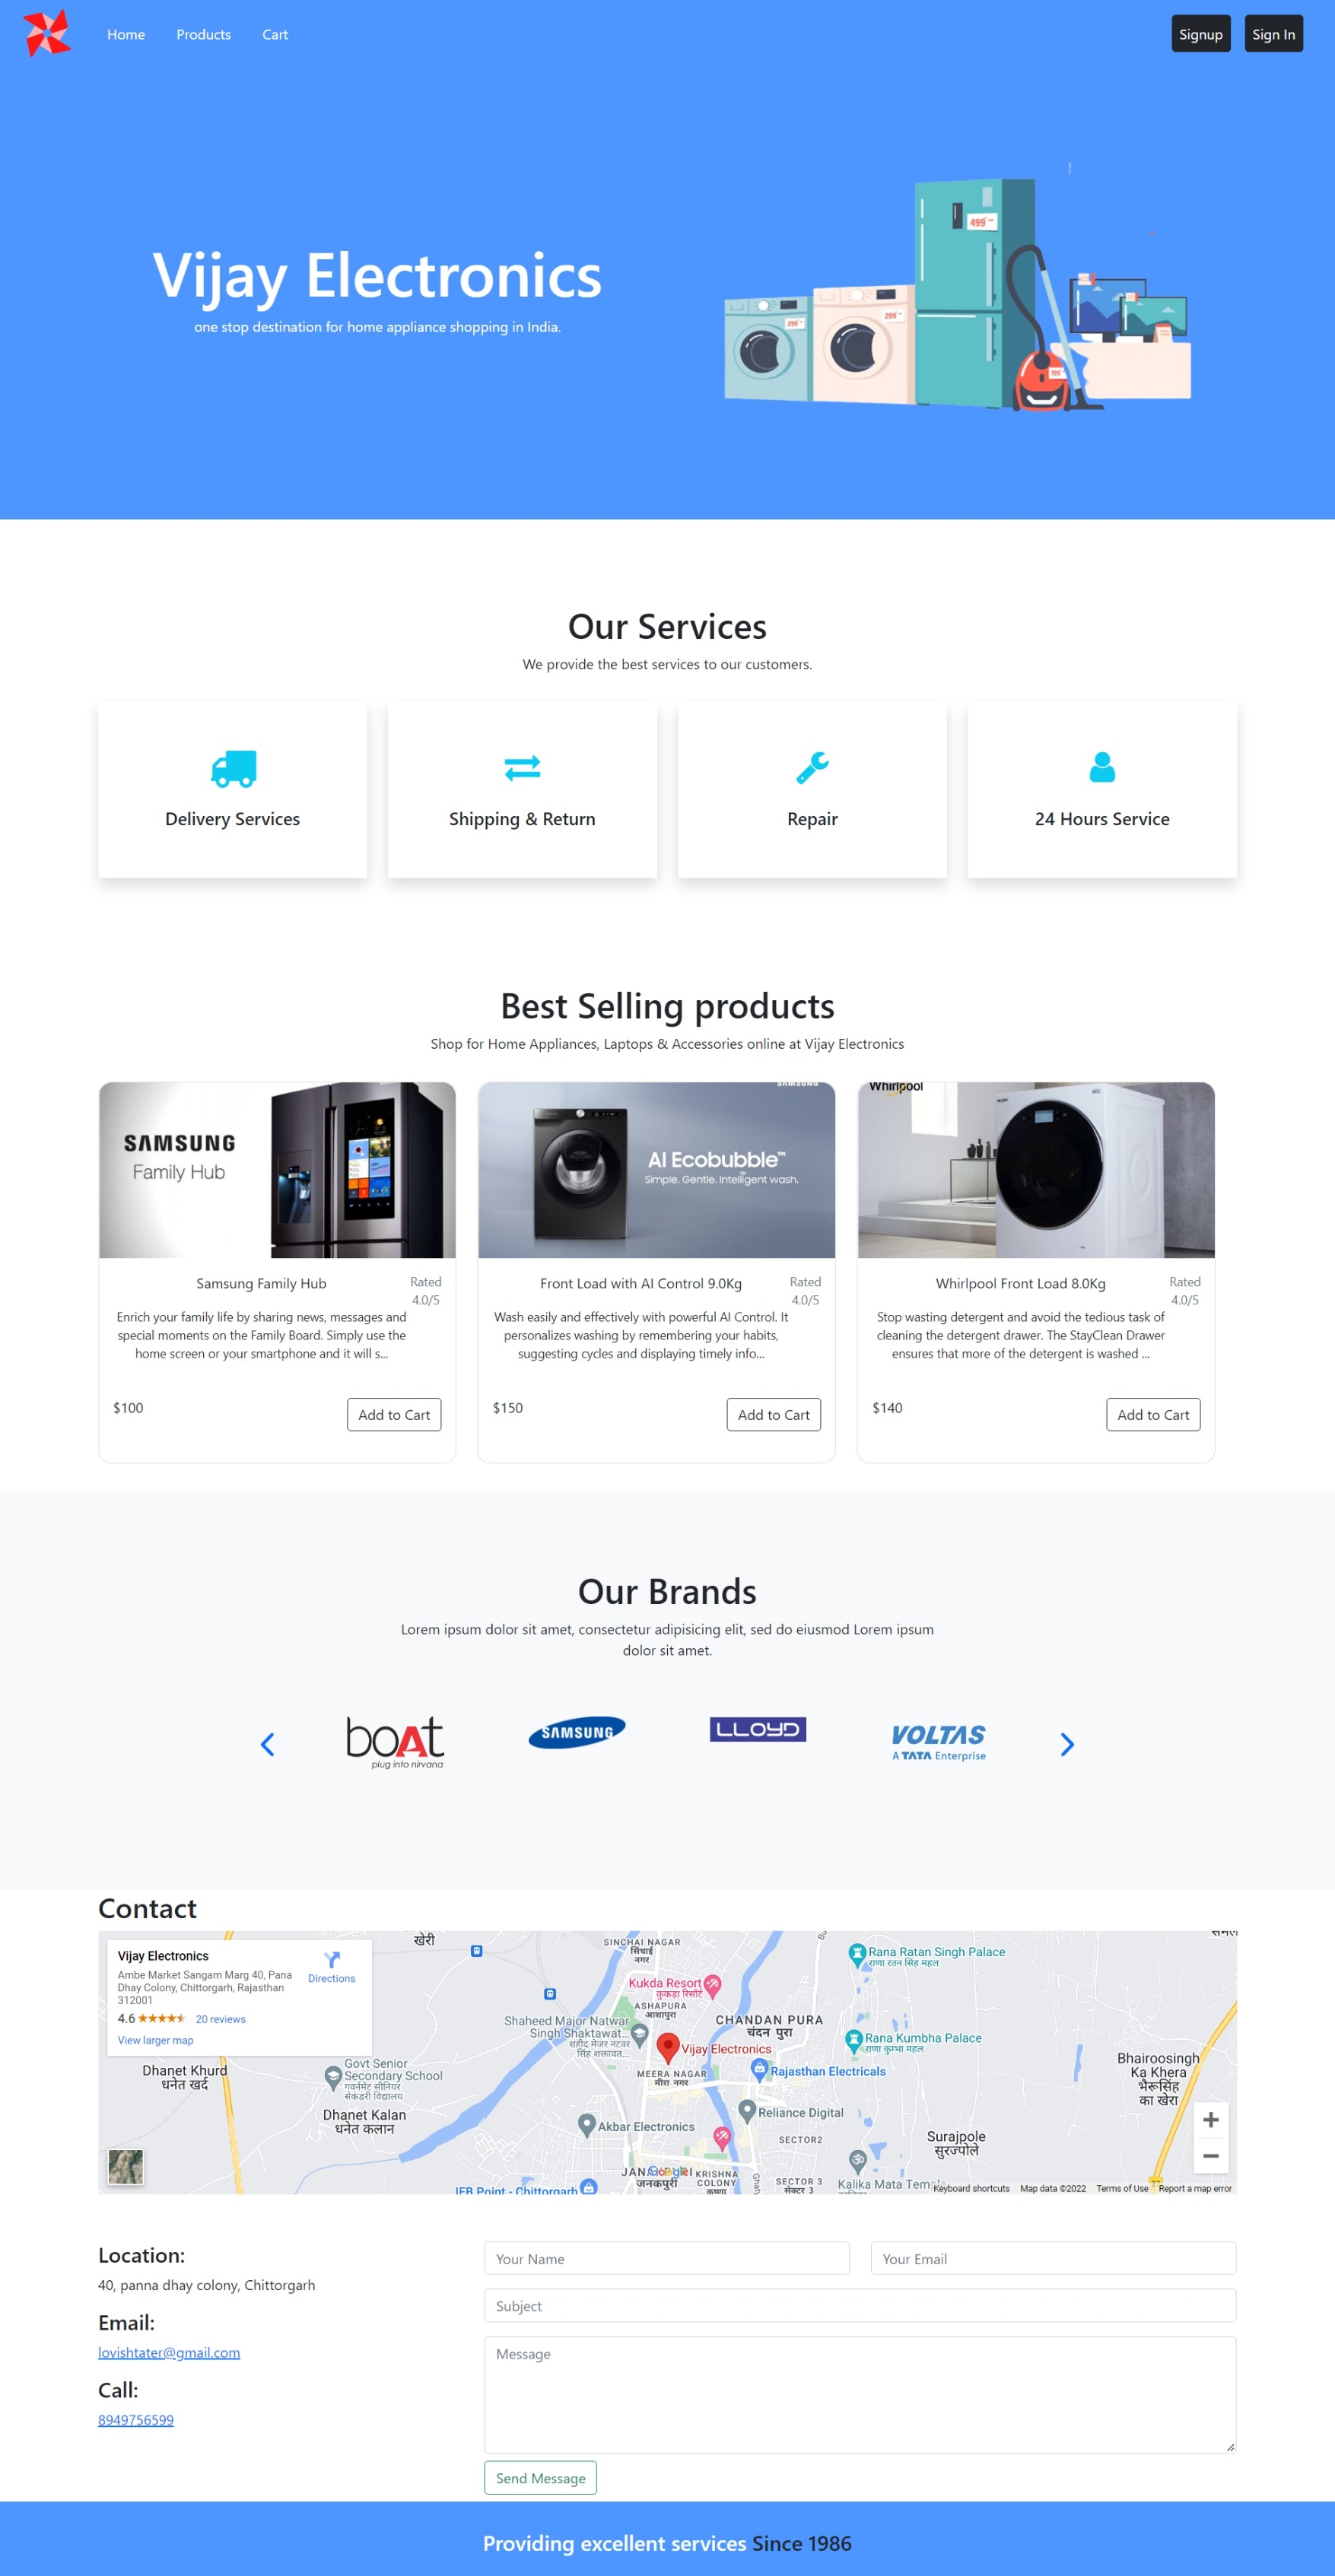 Home Products Cart Signup Sign In
499
299
299
199
Vijay Electronics
one stop destination for home appliance shopping in India.
Our Services
We provide the best services to our customers.
Delivery Services
Shipping & Return
Repair
24 Hours Service
Best Selling products
Shop for Home Appliances, Laptops & Accessories online at Vijay Electronics
SAMSUNG
Family Hub
Samsung Family Hub
Rated
4.0/5
Enrich your family life by sharing news, messages and
special moments on the Family Board. Simply use the
home screen or your smartphone and it will s...
$100
Add to Cart
SAMSUNG
AI Ecobubble™
Simple. Gentle. Intelligent wash.
Front Load with AI Control 9.0Kg
Rated
4.0/5
Wash easily and effectively with powerful AI Control. It
personalizes washing by remembering your habits,
suggesting cycles and displaying timely info...
$150
Add to Cart
Whirlpool
Whirlpool Front Load 8.0Kg
Rated
4.0/5
Stop wasting detergent and avoid the tedious task of
cleaning the detergent drawer. The StayClean Drawer
ensures that more of the detergent is washed ...
$140
Add to Cart
Our Brands
Lorem ipsum dolor sit amet, consectetur adipisicing elit, sed do eiusmod Lorem ipsum
dolor sit amet.
boAt
plug into nirvana
SAMSUNG
LLOYD
VOLTAS
A TATA Enterprise
Contact
Vijay Electronics
Directions
Ambe Market Sangam Marg 40, Pana
Dhay Colony, Chittorgarh, Rajasthan
312001
4.6 20 reviews
View larger map
खेरी
SINCHAI NAGAR
सिंचाई
नगर
Rana Ratan Singh Palace
राणा रतन सिंह महल
Kukda Resort
कुकड़ा रिसॉर्ट
ASHAPURA
आशापुरा
Shaheed Major Natwar
Singh Shaktawat...
शहीद मेजर नटवर
सिंह शक्तावत...
CHANDAN PURA
चंदन पुरा
Rana Kumbha Palace
राणा कुम्भा महल
Vijay Electronics
Dhanet Khurd
धनेत खुर्द
Govt Senior
Secondary School
गवर्नमेंट सीनियर
सेकेंडरी विद्यालय
MEERA NAGAR
मीरा नगर
Rajasthan Electricals
Bhairoosingh
Ka Khera
भैरूसिंह
का खेरा
Dhanet Kalan
धनेत कलान
Akbar Electronics
Reliance Digital
SECTOR2
Surajpole
सुरजपोले
Google
जनकपुरी
KRISHNA
COLONY
कृष्णा
SECTOR 3
सेक्टर 3
Kalika Mata Temple
IFB Point - Chittorgarh
Keyboard shortcuts Map data ©2022 Terms of Use Report a map error
Location:
40, panna dhay colony, Chittorgarh
Email:
lovishtater@gmail.com
Call:
8949756599
Your Name
Your Email
Subject
Message
Send Message
Providing excellent services Since 1986